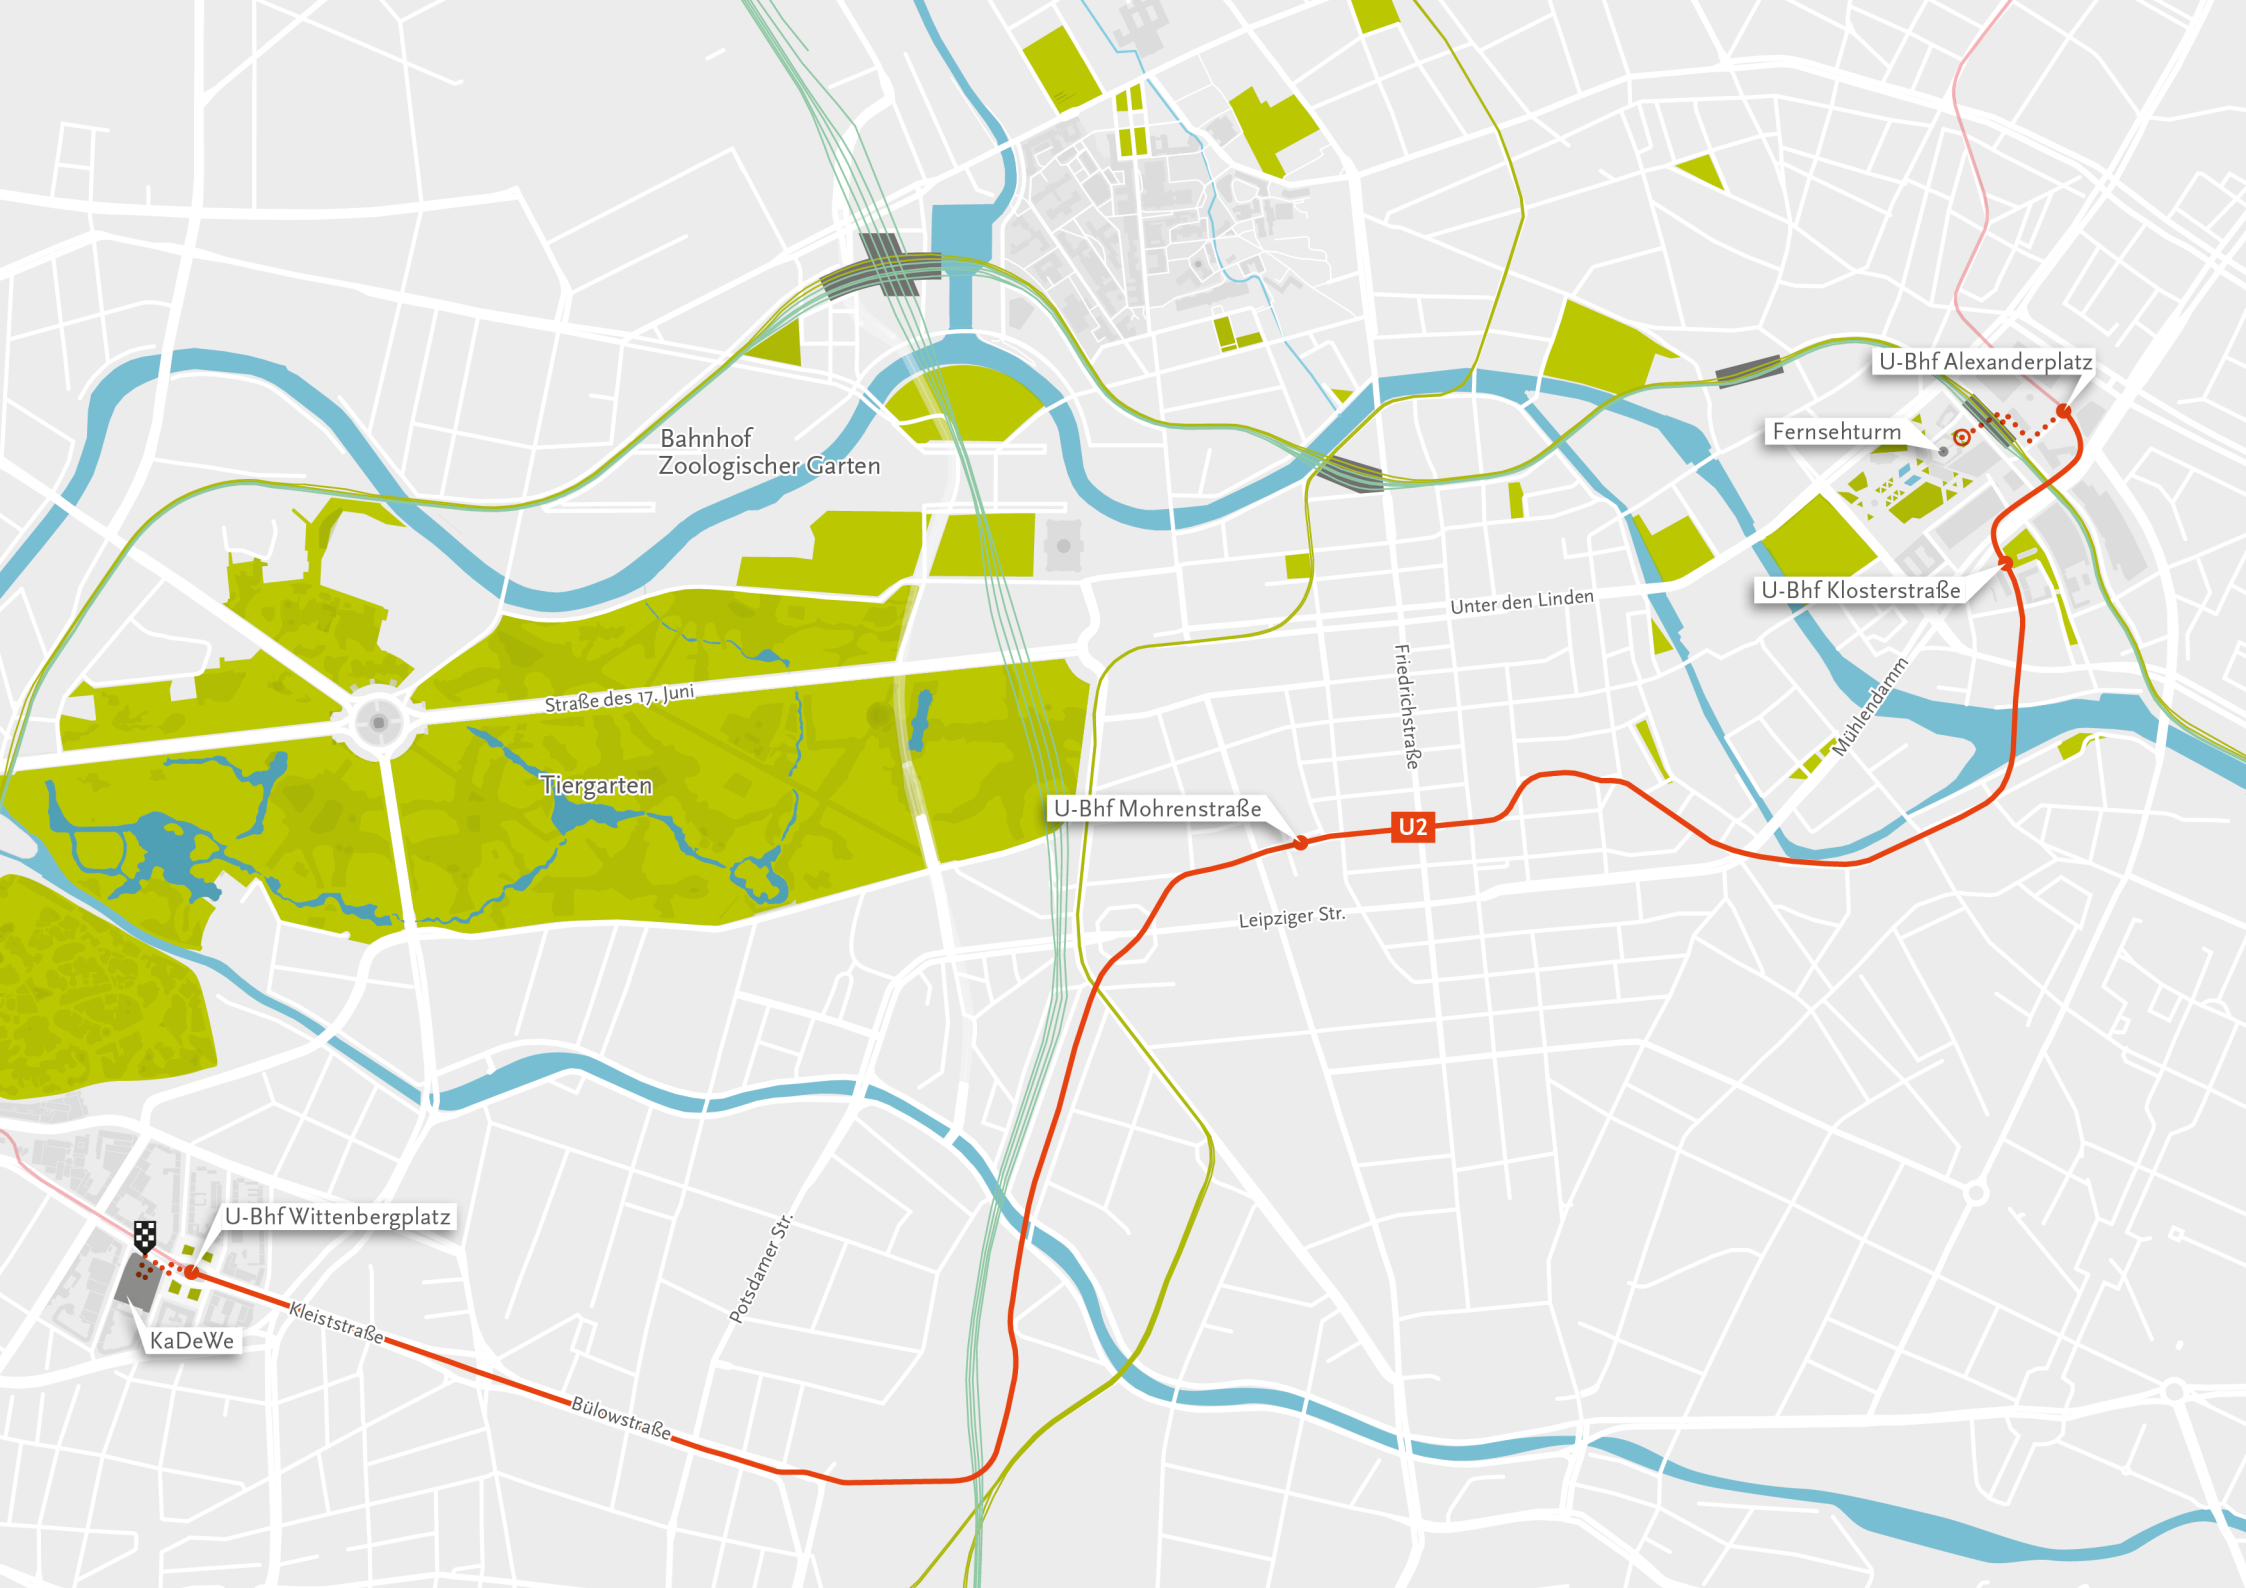 U-Bhf Alexanderplatz
Fernsehturm
Bahnhof
Zoologischer Garten
U-Bhf Klosterstraße
Unter den Linden
Friedrichstraße
Mühlendamm
Straße des 17. Juni
Tiergarten
U-Bhf Mohrenstraße
U2
Leipziger Str.
U-Bhf Wittenbergplatz
Potsdamer Str.
Kleiststraße
KaDeWe
Bülowstraße